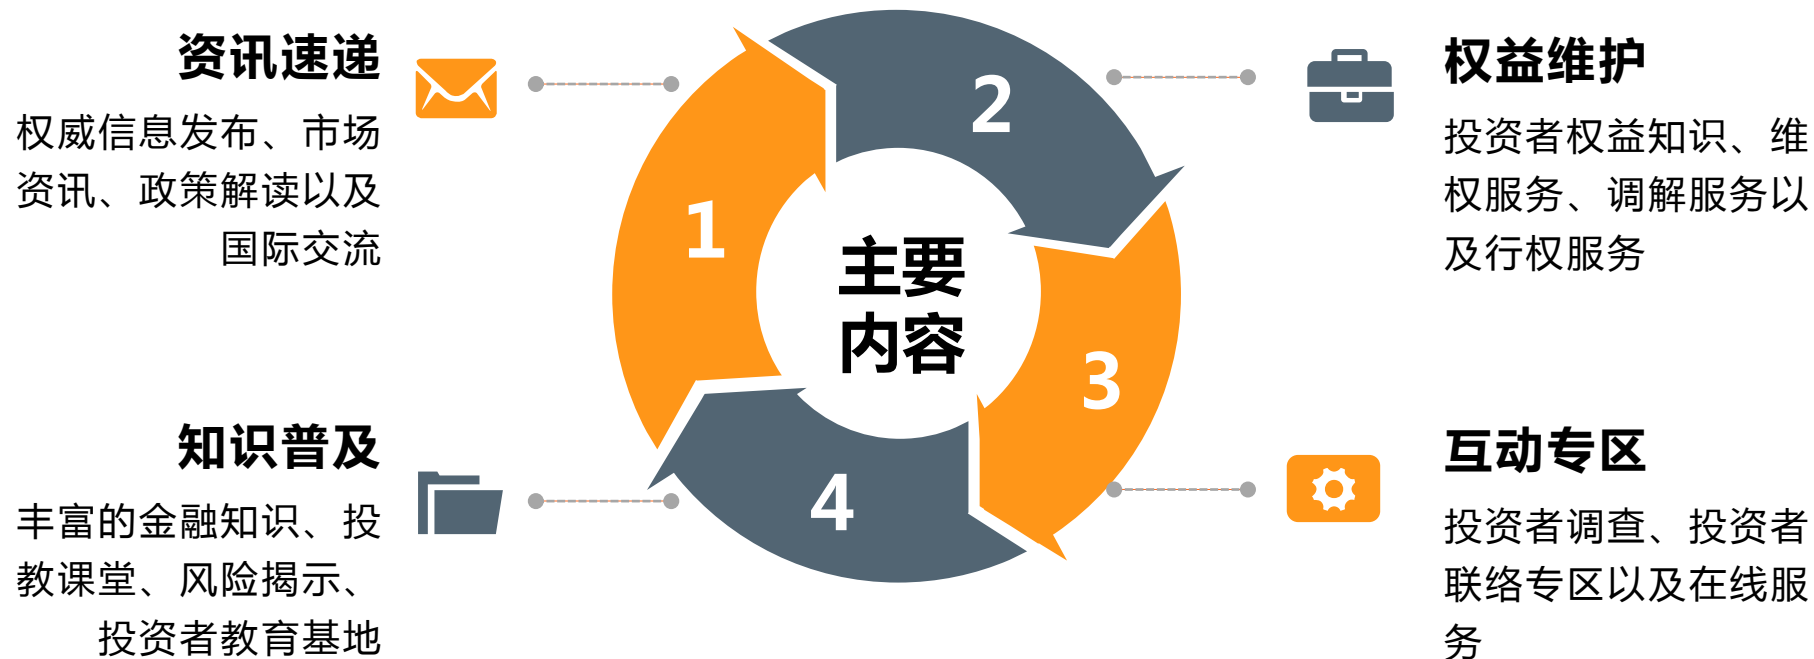 资讯速递
权威信息发布、市场
资讯、政策解读以及
国际交流
1
2
权益维护
投资者权益知识、维
权服务、调解服务以
及行权服务
主要
内容
知识普及
丰富的金融知识、投
教课堂、风险揭示、
投资者教育基地
4
3
互动专区
投资者调查、投资者
联络专区以及在线服
务